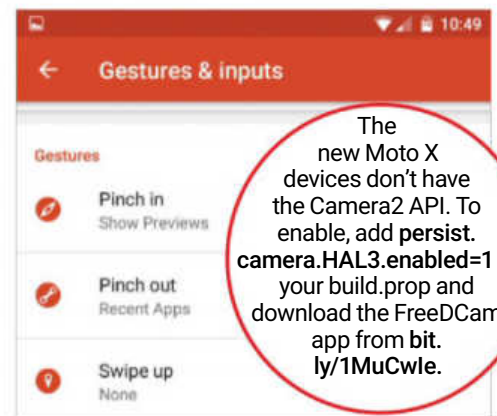 10:49
Gestures & inputs
Gestures
Pinch in
Show Previews
Pinch out
Recent Apps
Swipe up
None
The
new Moto X
devices don’t have
the Camera2 API. To
enable, add persist.
camera.HAL3.enabled=1
your build.prop and
download the FreeDCam
app from bit.
ly/1MuCwIe.